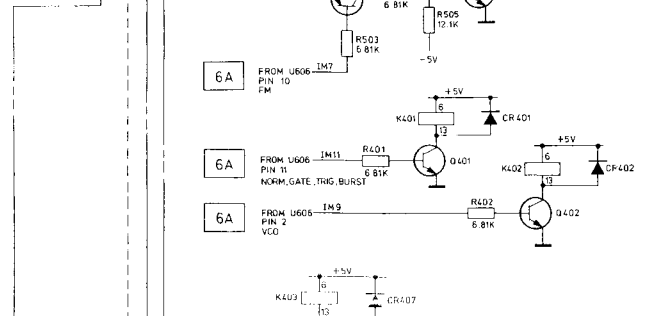 6.81K
R505
12.1K
R503
6.81K
-5V
6A
FROM U606 IM7
PIN 10
FM
+5V
6
K401
CR401
13
+5V
6A
FROM U606 IM11
PIN 11
NORM,GATE,TRIG,BURST
R401
6.81K
Q401
6
K402
CR402
13
6A
FROM U606 IM9
PIN 2
VCO
R402
6.81K
Q402
+5V
6
K403
CR407
13